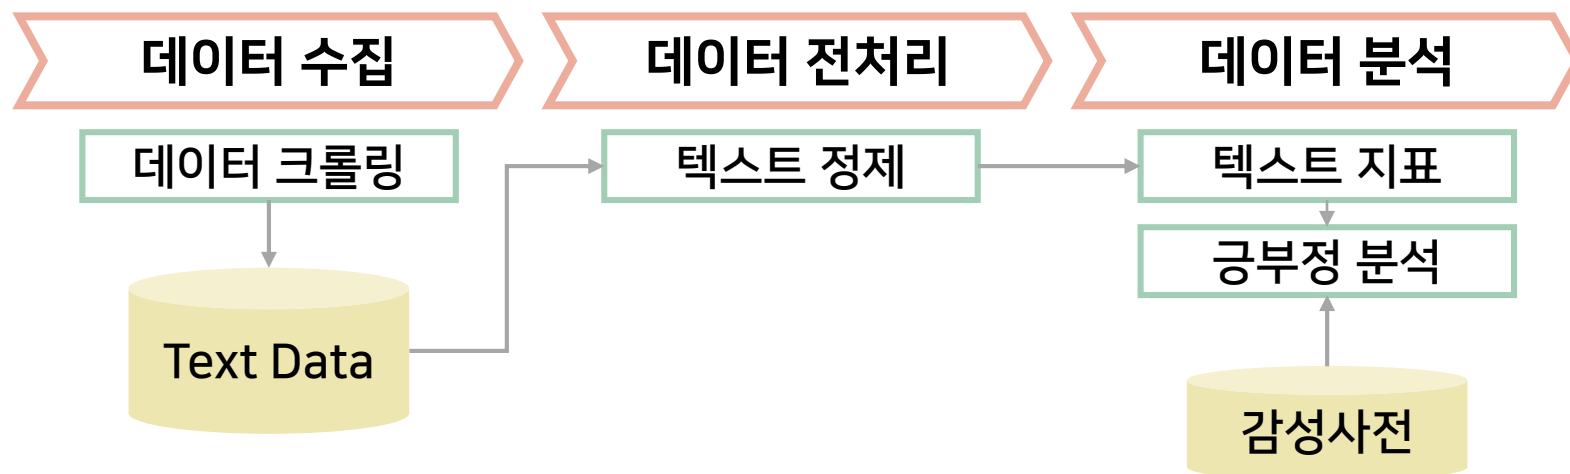 데이터 수집
데이터 전처리
데이터 분석
데이터 크롤링
텍스트 정제
텍스트 지표
긍부정 분석
Text Data
감성사전